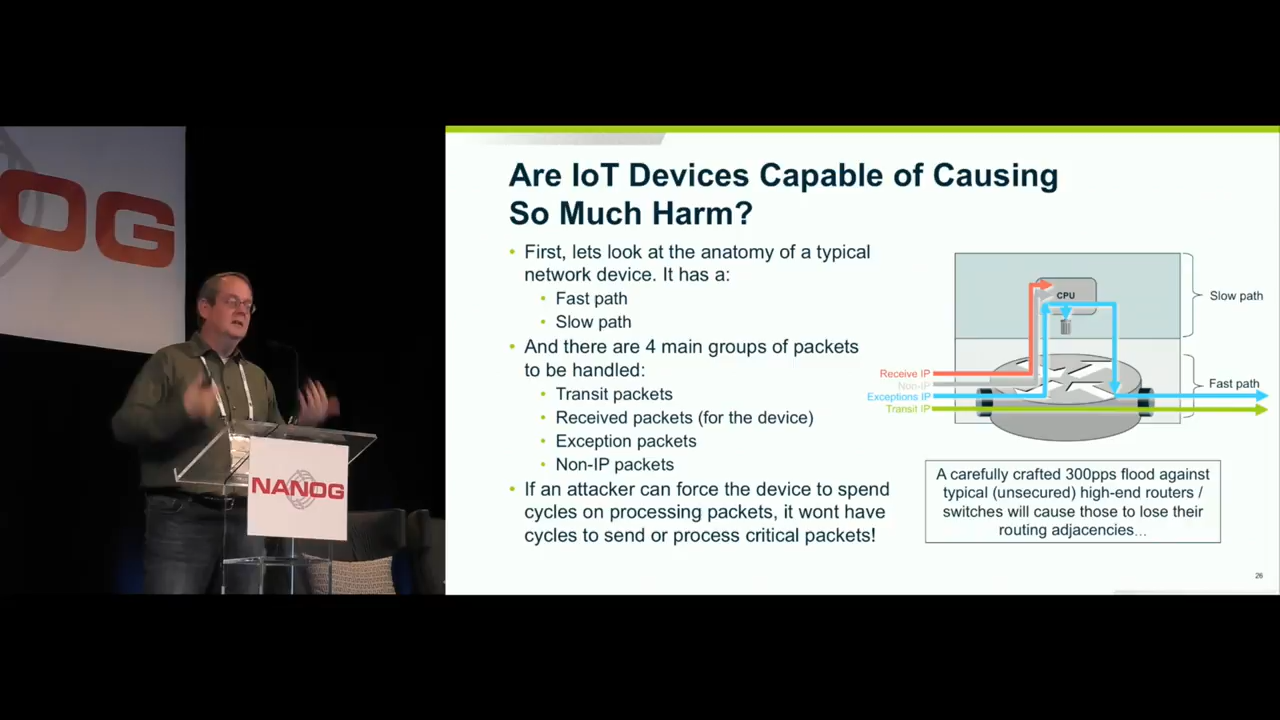 OG
NANOG
Are IoT Devices Capable of Causing
So Much Harm?
• First, lets look at the anatomy of a typical
network device. It has a:
• Fast path
• Slow path
• And there are 4 main groups of packets
to be handled:
• Transit packets
• Received packets (for the device)
• Exception packets
• Non-IP packets
• If an attacker can force the device to spend
cycles on processing packets, it wont have
cycles to send or process critical packets!
CPU
Slow path
Receive IP
Non-IP
Exceptions IP
Transit IP
Fast path
A carefully crafted 300pps flood against
typical (unsecured) high-end routers /
switches will cause those to lose their
routing adjacencies...
26